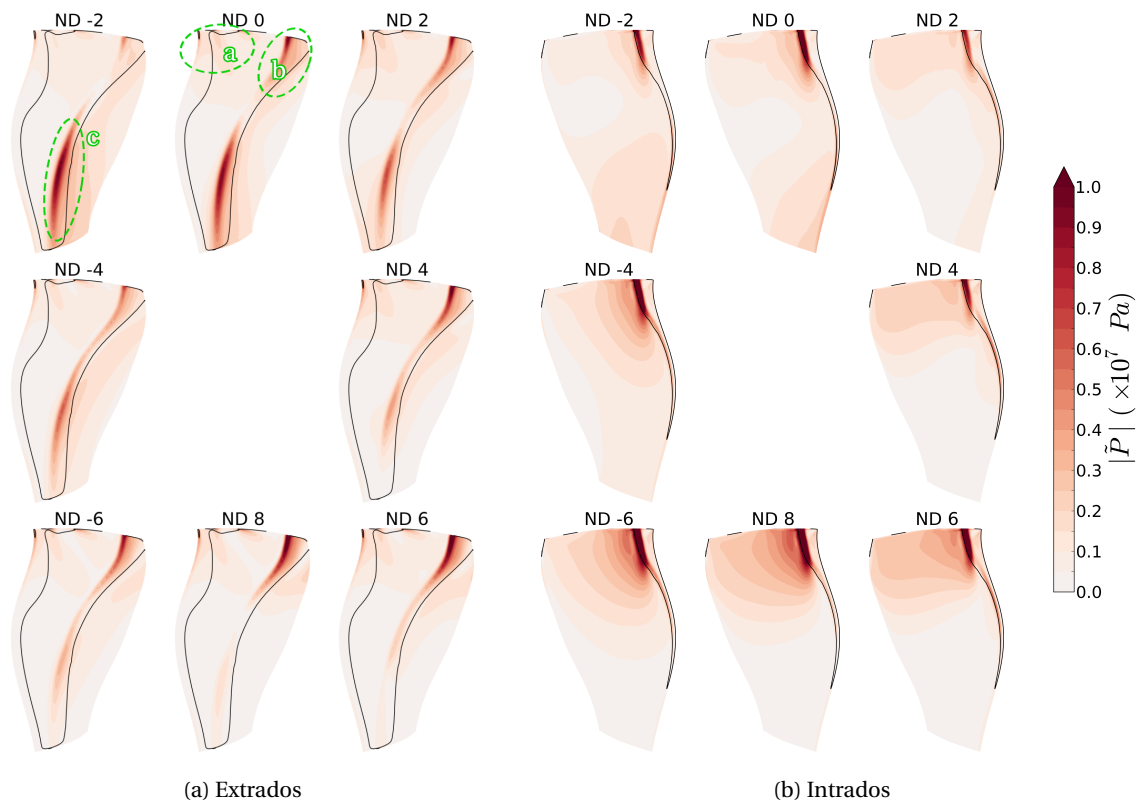 ND -2
ND 0
ND 2
ND -2
ND 0
ND 2
a
b
c
ND -4
ND 4
ND -4
ND 4
ND -6
ND 8
ND 6
ND -6
ND 8
ND 6
1.0
0.9
0.8
0.7
0.6
0.5
0.4
0.3
0.2
0.1
0.0
|P̃ | ( ×10⁷ Pa)
(a) Extrados
(b) Intrados